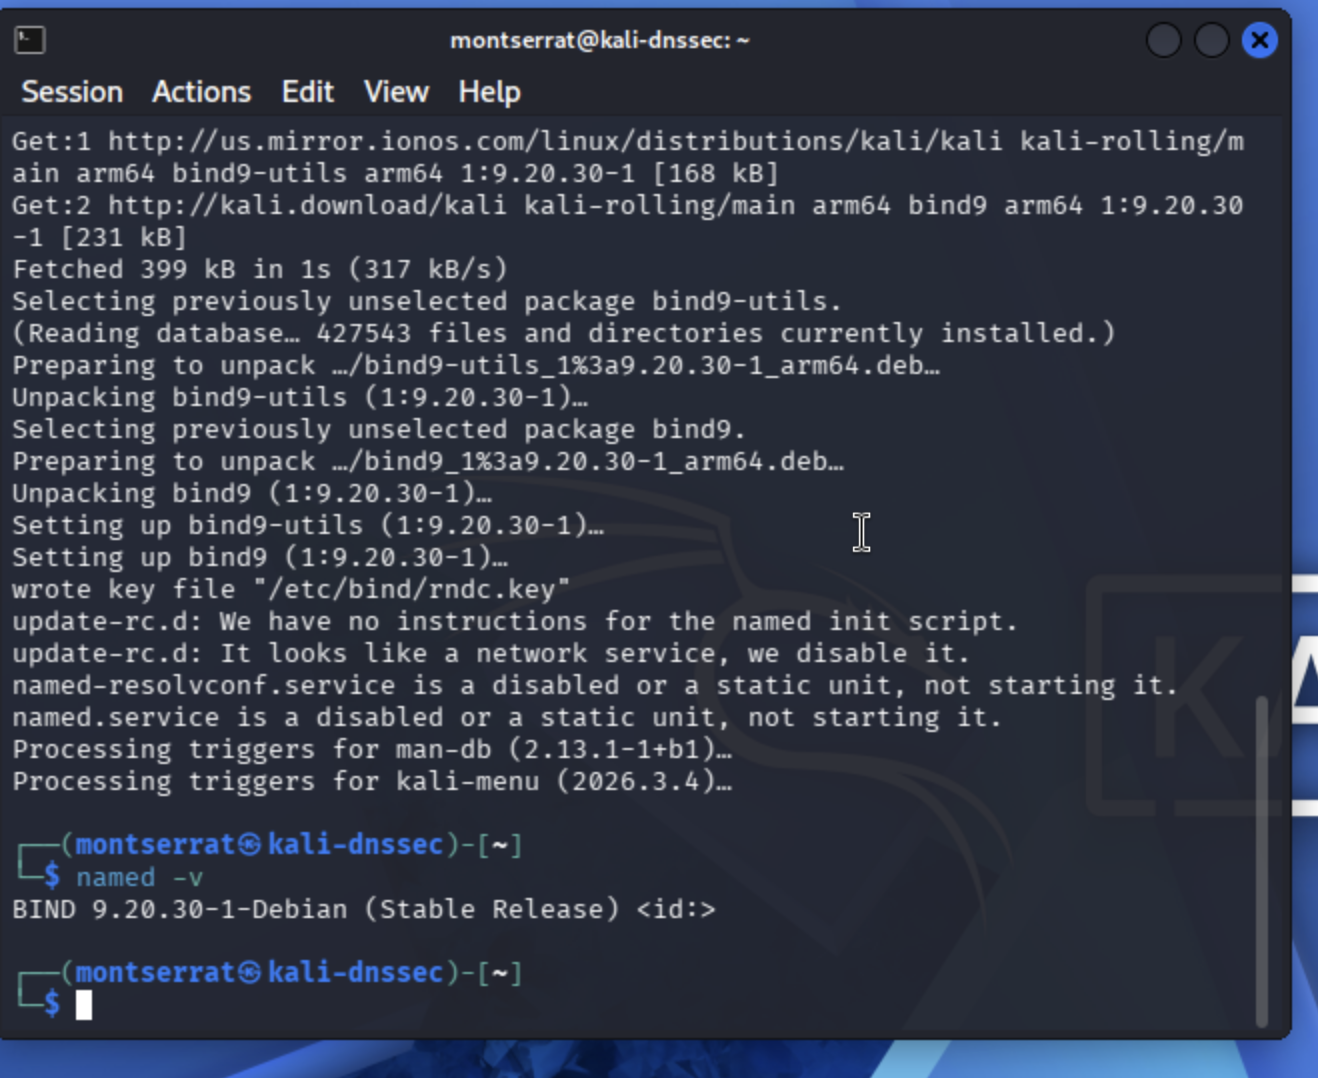 montserrat@kali-dnssec: ~
Session Actions Edit View Help
Get:1 http://us.mirror.ionos.com/linux/distributions/kali/kali kali-rolling/m
ain arm64 bind9-utils arm64 1:9.20.30-1 [168 kB]
Get:2 http://kali.download/kali kali-rolling/main arm64 bind9 arm64 1:9.20.30
-1 [231 kB]
Fetched 399 kB in 1s (317 kB/s)
Selecting previously unselected package bind9-utils.
(Reading database… 427543 files and directories currently installed.)
Preparing to unpack …/bind9-utils_1%3a9.20.30-1_arm64.deb…
Unpacking bind9-utils (1:9.20.30-1)…
Selecting previously unselected package bind9.
Preparing to unpack …/bind9_1%3a9.20.30-1_arm64.deb…
Unpacking bind9 (1:9.20.30-1)…
Setting up bind9-utils (1:9.20.30-1)…
Setting up bind9 (1:9.20.30-1)…
wrote key file "/etc/bind/rndc.key"
update-rc.d: We have no instructions for the named init script.
update-rc.d: It looks like a network service, we disable it.
named-resolvconf.service is a disabled or a static unit, not starting it.
named.service is a disabled or a static unit, not starting it.
Processing triggers for man-db (2.13.1-1+b1)…
Processing triggers for kali-menu (2026.3.4)…
┌──(montserrat㉿kali-dnssec)-[~]
└─$ named -v
BIND 9.20.30-1-Debian (Stable Release) <id:>
┌──(montserrat㉿kali-dnssec)-[~]
└─$
KA